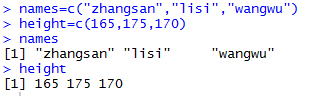 > names=c("zhangsan","lisi","wangwu")
> height=c(165,175,170)
> names
[1] "zhangsan" "lisi"     "wangwu"
> height
[1] 165 175 170